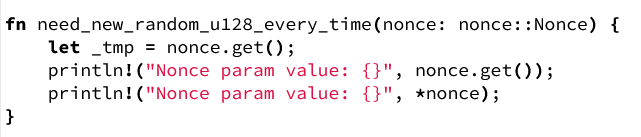 fn need_new_random_u128_every_time(nonce: nonce::Nonce) {
    let _tmp = nonce.get();
    println!("Nonce param value: {}", nonce.get());
    println!("Nonce param value: {}", *nonce);
}